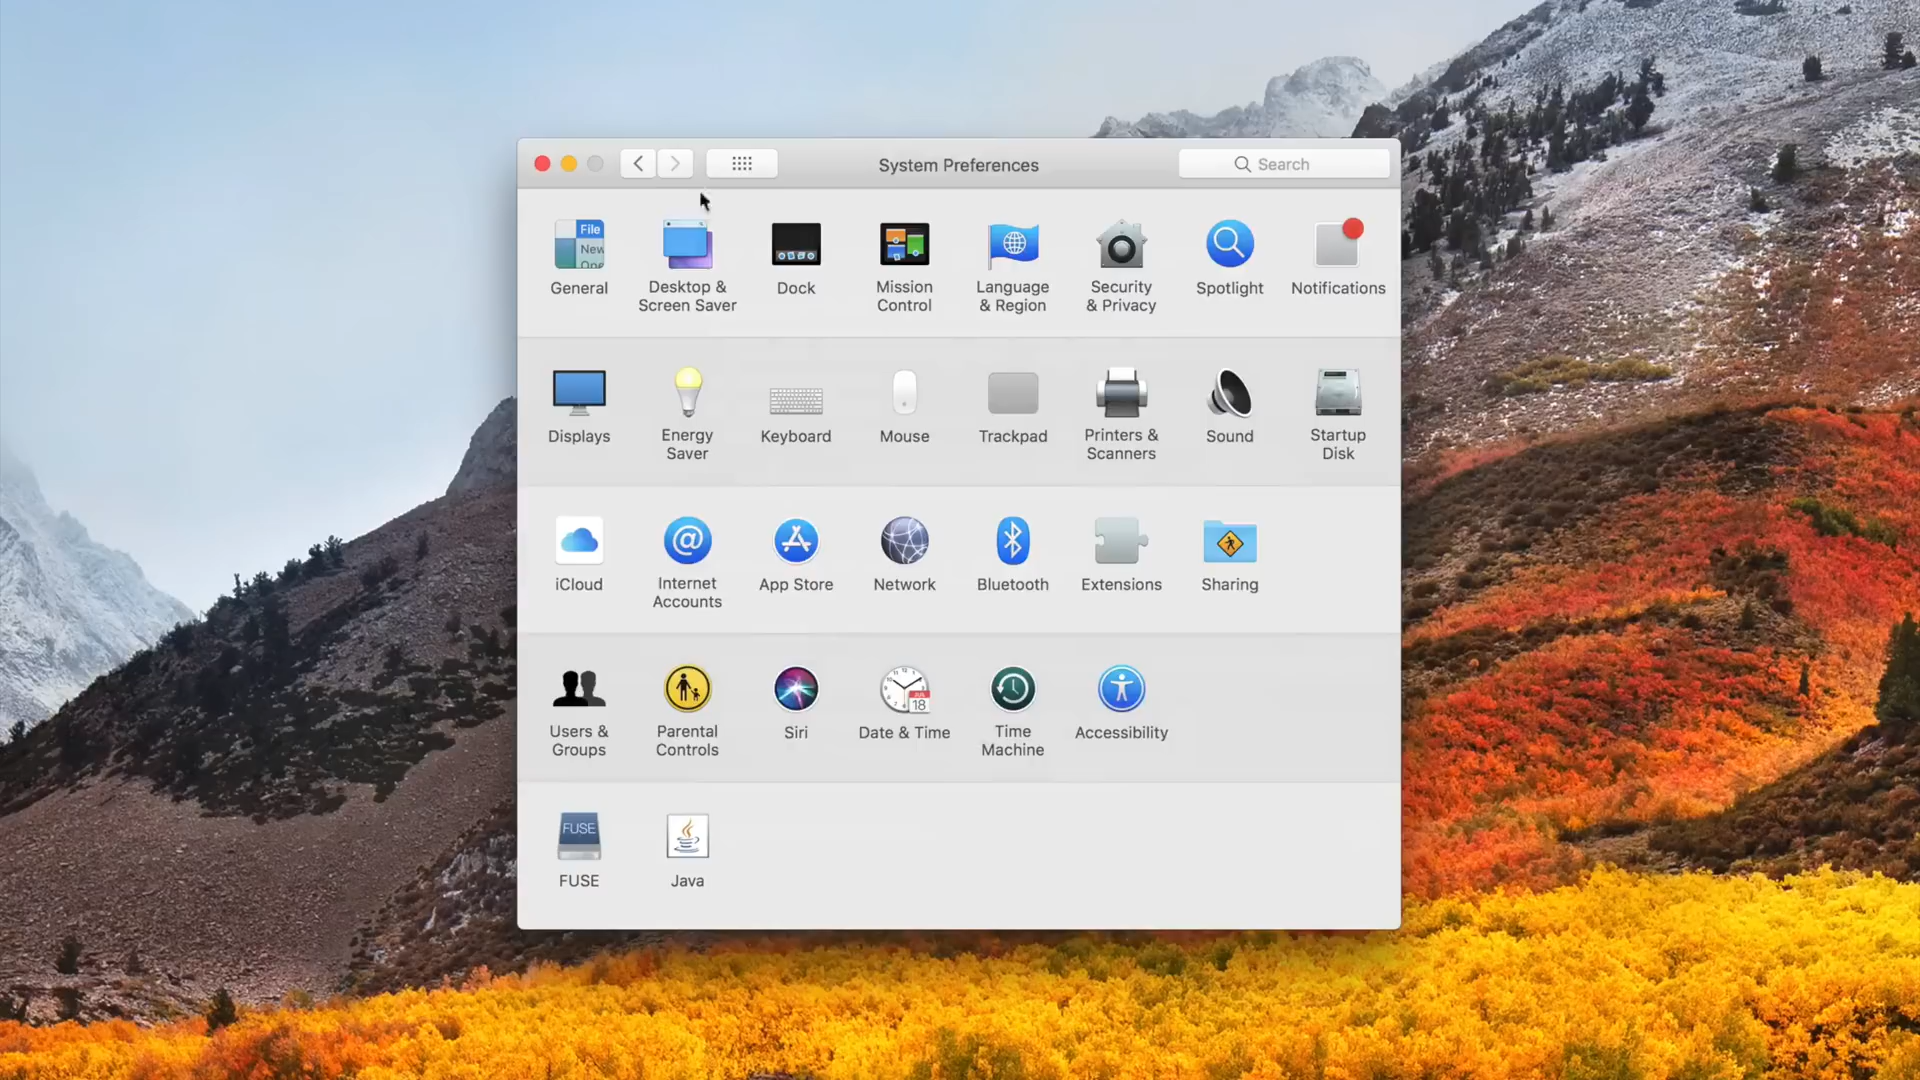 System Preferences
Search
File
New
Ope
General
Desktop &
Screen Saver
Dock
Mission
Control
Language
& Region
Security
& Privacy
Spotlight
Notifications
Displays
Energy
Saver
Keyboard
Mouse
Trackpad
Printers &
Scanners
Sound
Startup
Disk
@
iCloud
Internet
Accounts
App Store
Network
Bluetooth
Extensions
Sharing
JUL
18
Users &
Groups
Parental
Controls
Siri
Date & Time
Time
Machine
Accessibility
FUSE
FUSE
Java